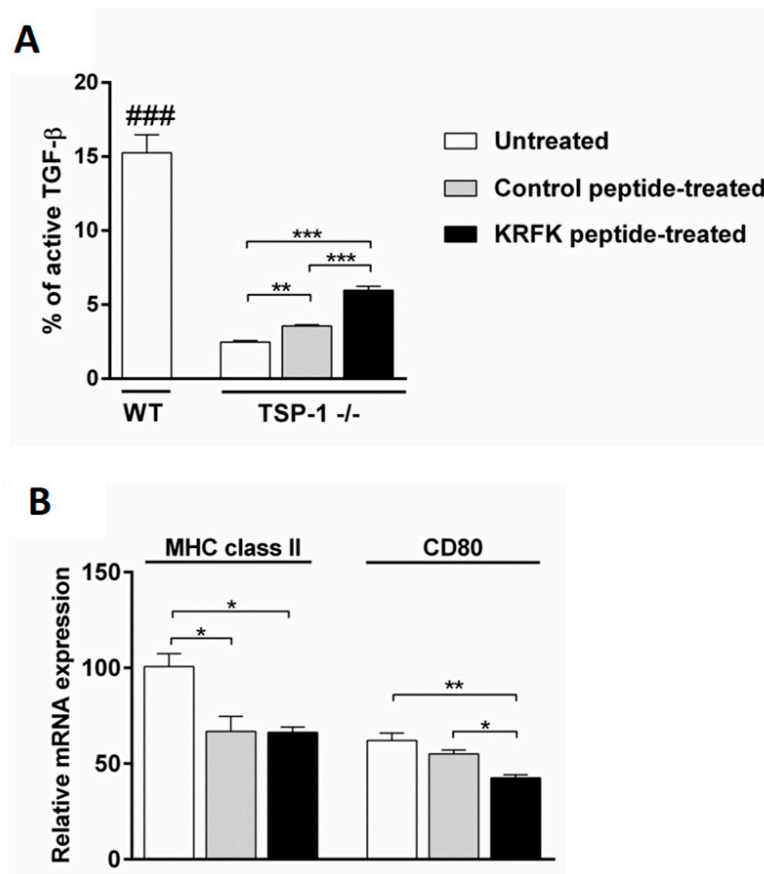 A
% of active TGF-β
20
15
10
5
0
###
**
***
***
WT
TSP-1 -/-
Untreated
Control peptide-treated
KRFK peptide-treated
B
Relative mRNA expression
150
100
50
0
MHC class II
CD80
*
*
**
*